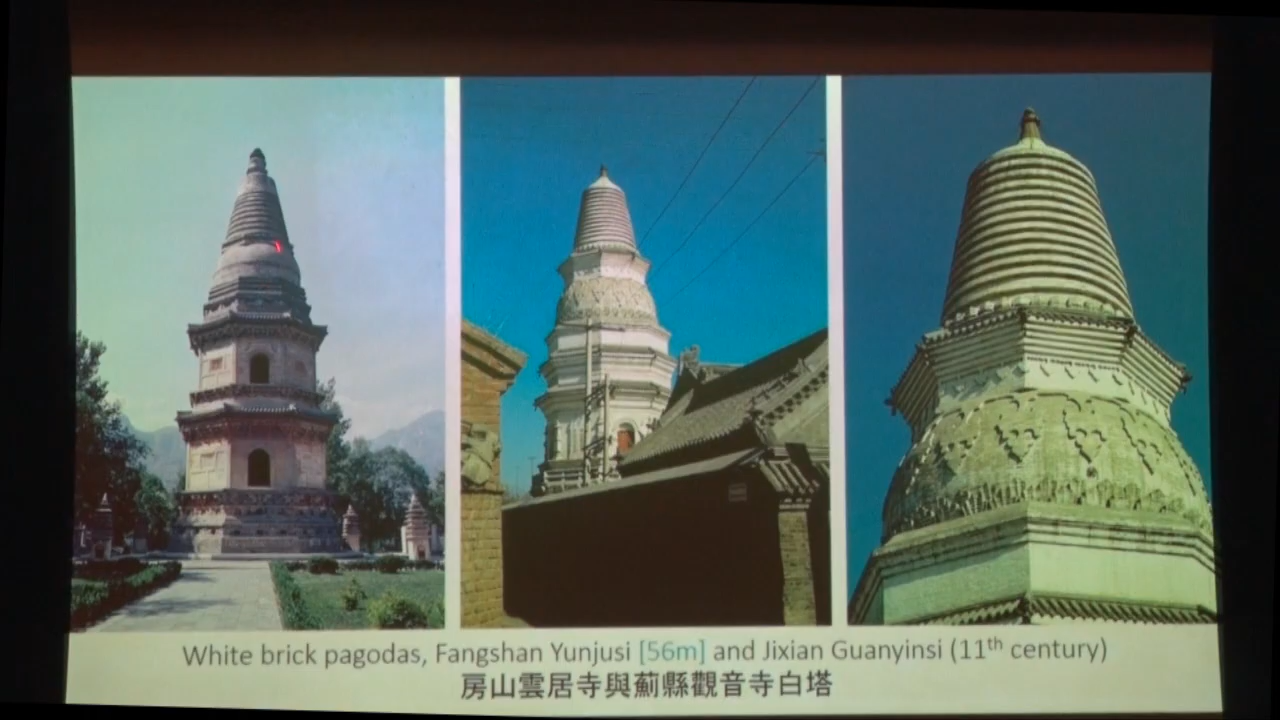 White brick pagodas, Fangshan Yunjusi [56m] and Jixian Guanyinsi (11th century)
房山雲居寺與薊縣觀音寺白塔